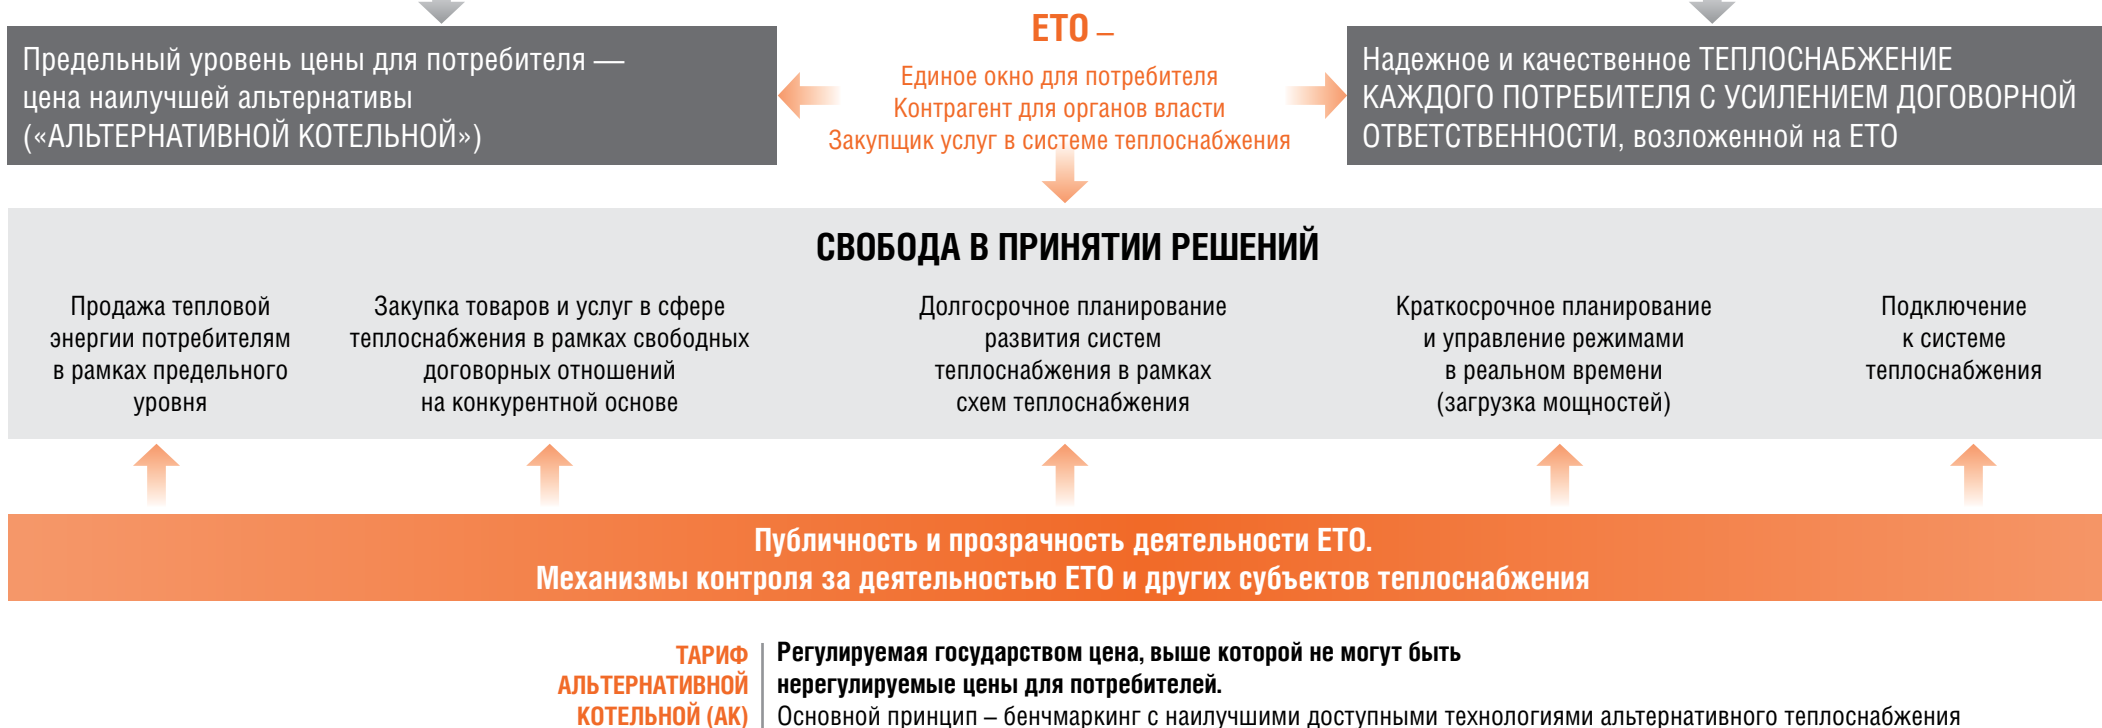 Предельный уровень цены для потребителя —
цена наилучшей альтернативы
(«АЛЬТЕРНАТИВНОЙ КОТЕЛЬНОЙ»)
ЕТО –
Единое окно для потребителя
Контрагент для органов власти
Закупщик услуг в системе теплоснабжения
Надежное и качественное ТЕПЛОСНАБЖЕНИЕ
КАЖДОГО ПОТРЕБИТЕЛЯ С УСИЛЕНИЕМ ДОГОВОРНОЙ
ОТВЕТСТВЕННОСТИ, возложенной на ЕТО
СВОБОДА В ПРИНЯТИИ РЕШЕНИЙ
Продажа тепловой
энергии потребителям
в рамках предельного
уровня
Закупка товаров и услуг в сфере
теплоснабжения в рамках свободных
договорных отношений
на конкурентной основе
Долгосрочное планирование
развития систем
теплоснабжения в рамках
схем теплоснабжения
Краткосрочное планирование
и управление режимами
в реальном времени
(загрузка мощностей)
Подключение
к системе
теплоснабжения
Публичность и прозрачность деятельности ЕТО.
Механизмы контроля за деятельностью ЕТО и других субъектов теплоснабжения
ТАРИФ
АЛЬТЕРНАТИВНОЙ
КОТЕЛЬНОЙ (АК)
Регулируемая государством цена, выше которой не могут быть
нерегулируемые цены для потребителей.
Основной принцип – бенчмаркинг с наилучшими доступными технологиями альтернативного теплоснабжения